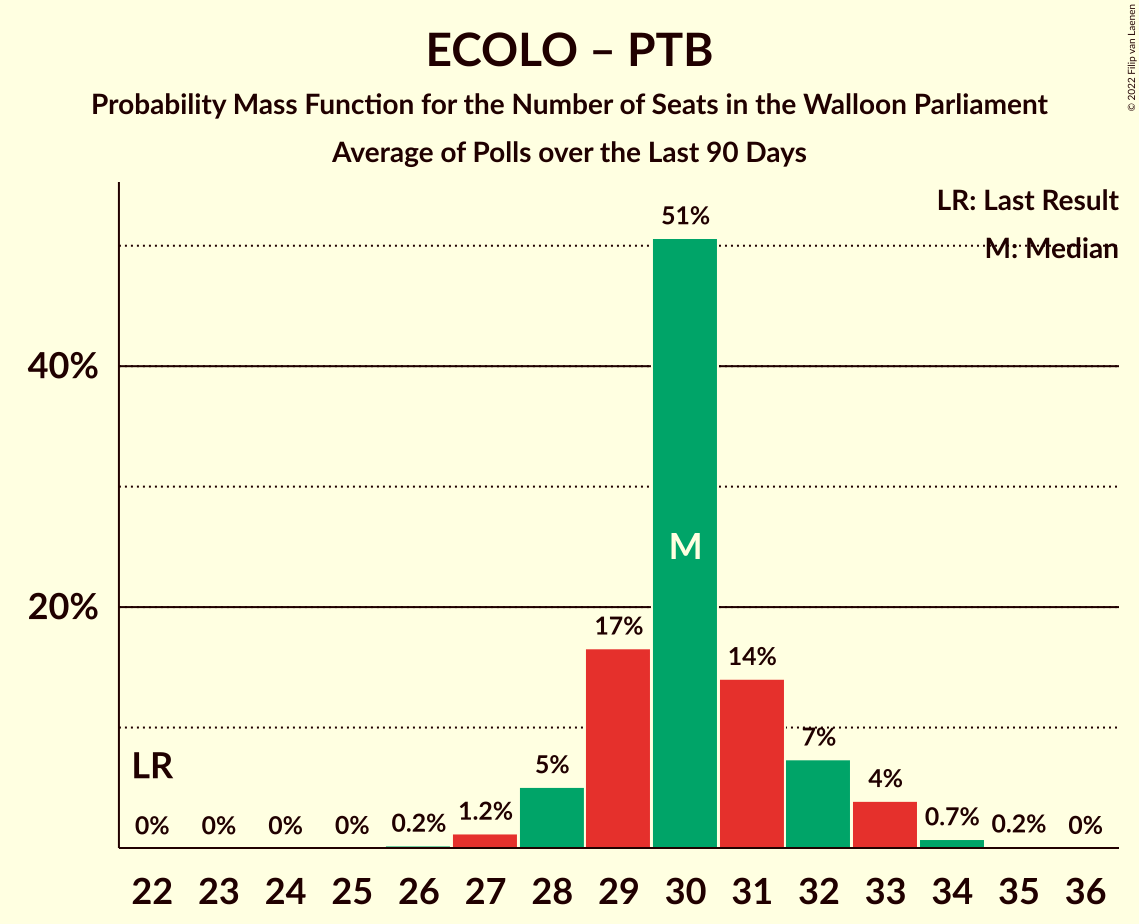 ECOLO – PTB
Probability Mass Function for the Number of Seats in the Walloon Parliament
Average of Polls over the Last 90 Days
© 2022 Filip van Laenen
LR: Last Result
M: Median
40%
20%
LR
0%
0%
0%
0%
0.2%
1.2%
5%
17%
51%
M
14%
7%
4%
0.7%
0.2%
0%
22 23 24 25 26 27 28 29 30 31 32 33 34 35 36